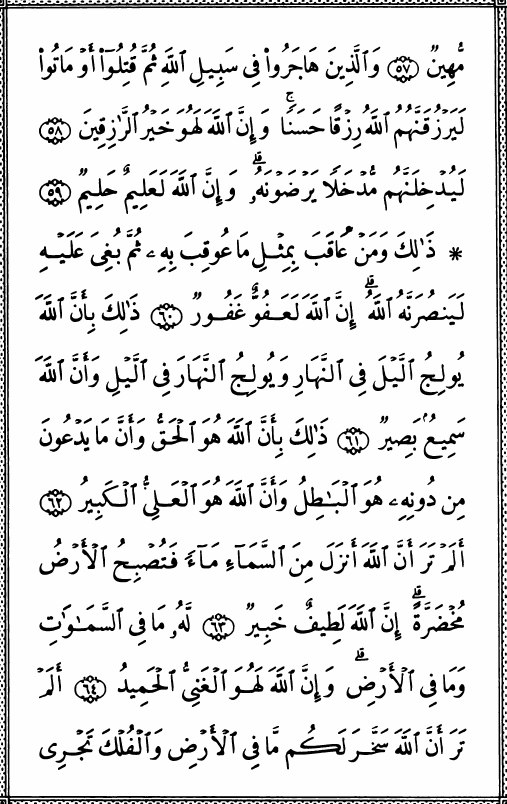 مُّهِينٌ ٥٧ وَٱلَّذِينَ هَاجَرُوا۟ فِى سَبِيلِ ٱللَّهِ ثُمَّ قُتِلُوٓا۟ أَوْ مَاتُوا۟
لَيَرْزُقَنَّهُمُ ٱللَّهُ رِزْقًا حَسَنًا ۚ وَإِنَّ ٱللَّهَ لَهُوَ خَيْرُ ٱلرَّٰزِقِينَ ٥٨
لَيُدْخِلَنَّهُم مُّدْخَلًا يَرْضَوْنَهُۥ ۗ وَإِنَّ ٱللَّهَ لَعَلِيمٌ حَلِيمٌ ٥٩
* ذَٰلِكَ وَمَنْ عَاقَبَ بِمِثْلِ مَا عُوقِبَ بِهِۦ ثُمَّ بُغِىَ عَلَيْهِ
لَيَنصُرَنَّهُ ٱللَّهُ ۗ إِنَّ ٱللَّهَ لَعَفُوٌّ غَفُورٌ ٦٠ ذَٰلِكَ بِأَنَّ ٱللَّهَ
يُولِجُ ٱلَّيْلَ فِى ٱلنَّهَارِ وَيُولِجُ ٱلنَّهَارَ فِى ٱلَّيْلِ وَأَنَّ ٱللَّهَ
سَمِيعٌۢ بَصِيرٌ ٦١ ذَٰلِكَ بِأَنَّ ٱللَّهَ هُوَ ٱلْحَقُّ وَأَنَّ مَا يَدْعُونَ
مِن دُونِهِۦ هُوَ ٱلْبَٰطِلُ وَأَنَّ ٱللَّهَ هُوَ ٱلْعَلِىُّ ٱلْكَبِيرُ ٦٢
أَلَمْ تَرَ أَنَّ ٱللَّهَ أَنزَلَ مِنَ ٱلسَّمَآءِ مَآءً فَتُصْبِحُ ٱلْأَرْضُ
مُخْضَرَّةً ۗ إِنَّ ٱللَّهَ لَطِيفٌ خَبِيرٌ ٦٣ لَّهُۥ مَا فِى ٱلسَّمَٰوَٰتِ
وَمَا فِى ٱلْأَرْضِ ۗ وَإِنَّ ٱللَّهَ لَهُوَ ٱلْغَنِىُّ ٱلْحَمِيدُ ٦٤ أَلَمْ
تَرَ أَنَّ ٱللَّهَ سَخَّرَ لَكُم مَّا فِى ٱلْأَرْضِ وَٱلْفُلْكَ تَجْرِى